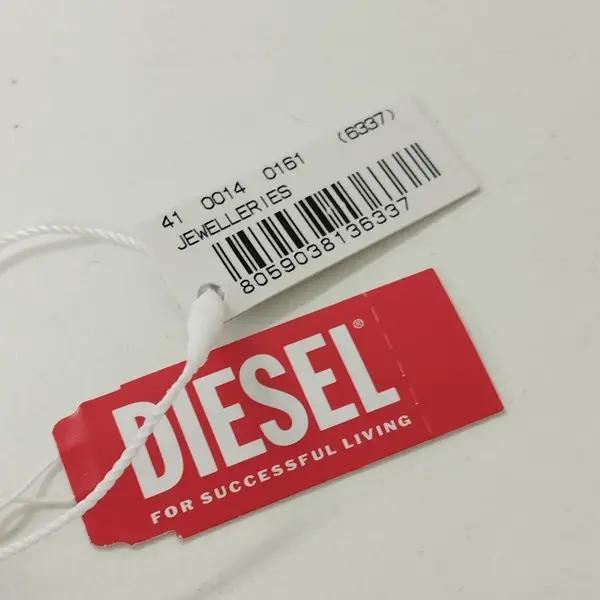 41 0014 0161 (6337)
JEWELLERIES
8059038136337
DIESEL®
FOR SUCCESSFUL LIVING